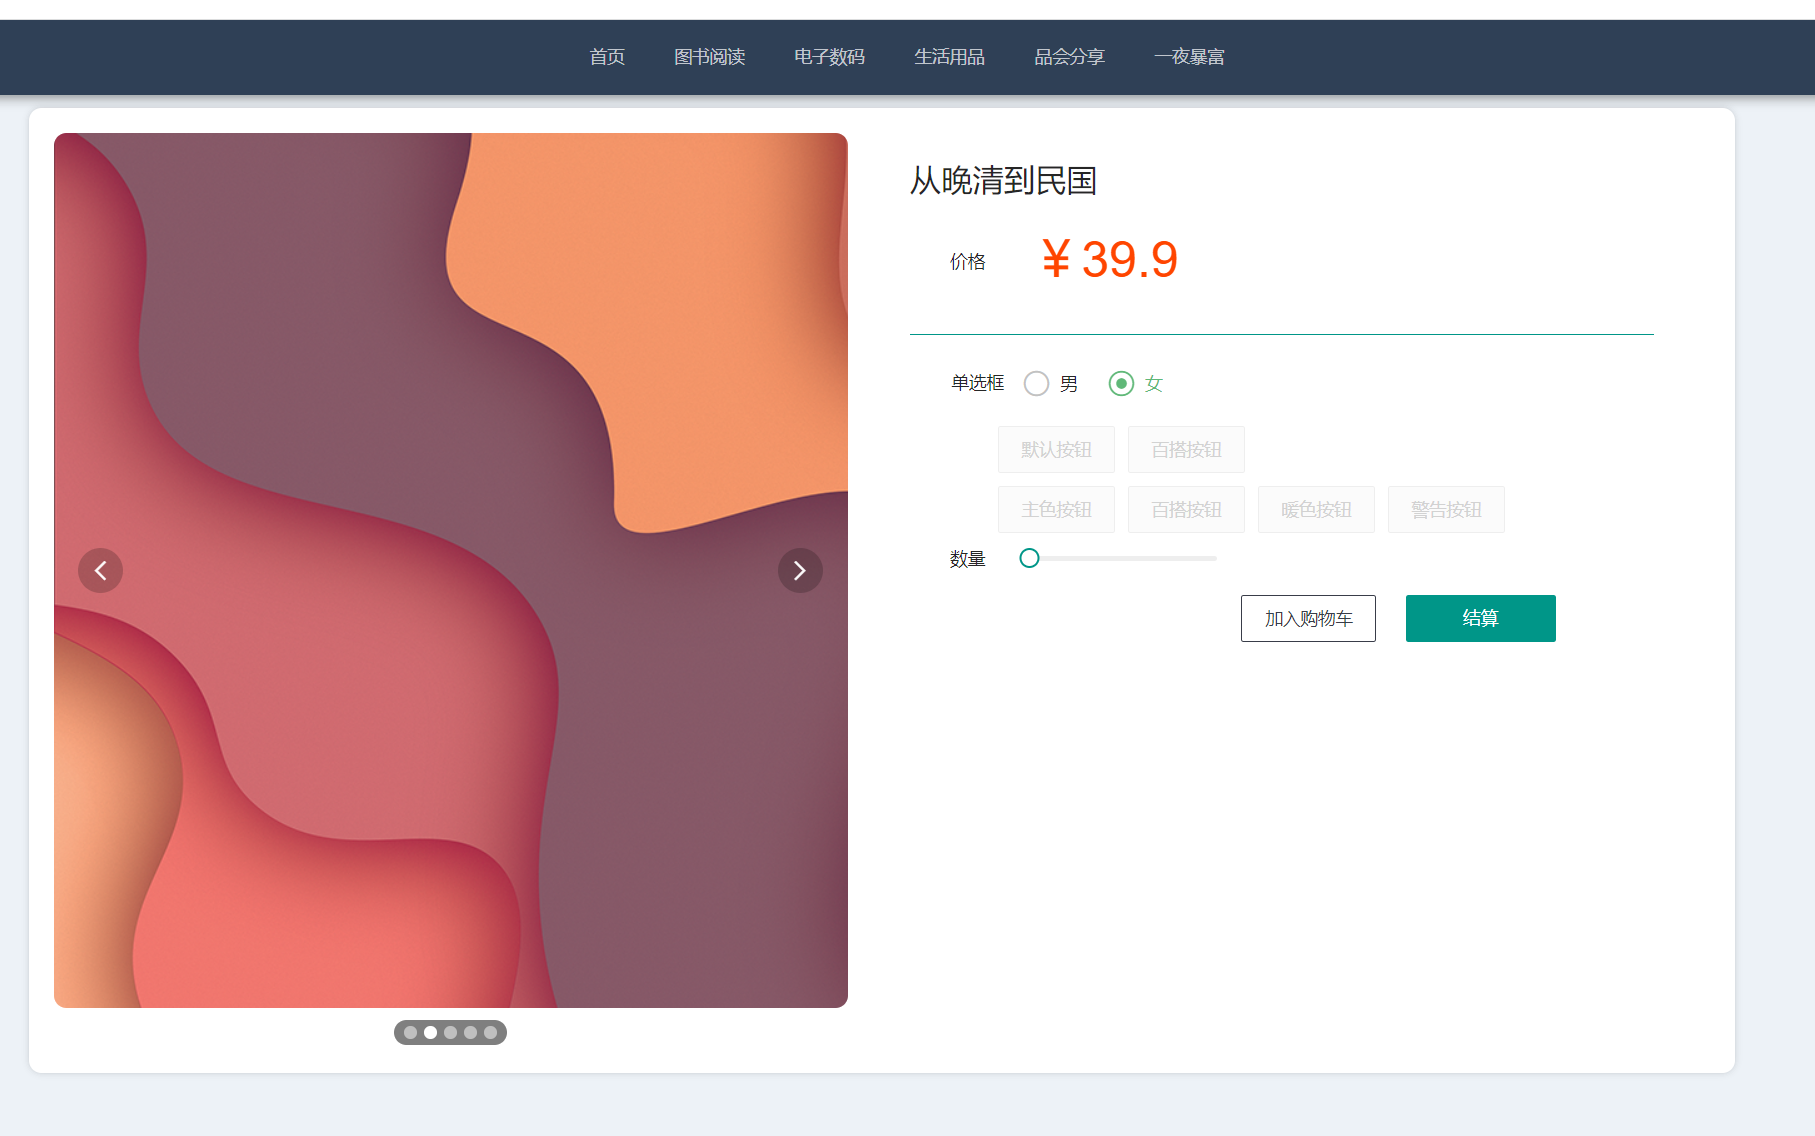 首页 图书阅读 电子数码 生活用品 品会分享 一夜暴富
从晚清到民国
价格 ￥39.9
单选框 男 女
默认按钮 百搭按钮
主色按钮 百搭按钮 暖色按钮 警告按钮
数量
加入购物车 结算